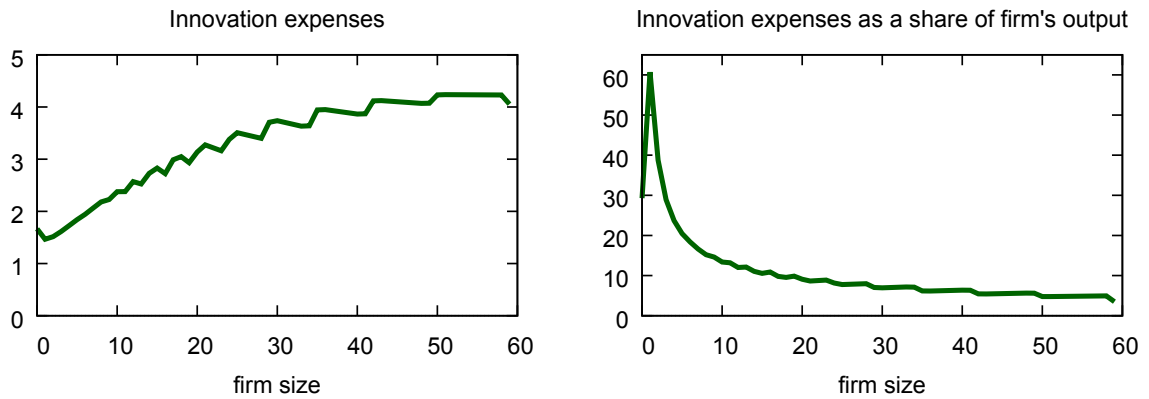 Innovation expenses
5
4
3
2
1
0
0 10 20 30 40 50 60
firm size
Innovation expenses as a share of firm's output
60
50
40
30
20
10
0
0 10 20 30 40 50 60
firm size